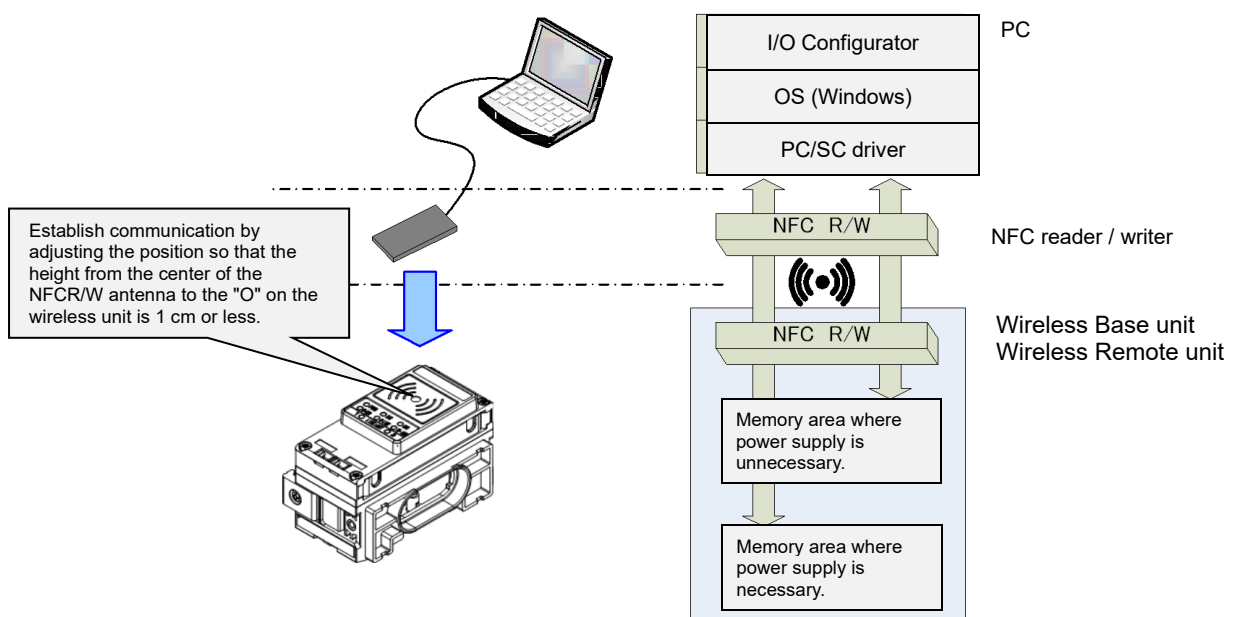 I/O Configurator
PC
OS (Windows)
PC/SC driver
NFC R/W
NFC reader / writer
Establish communication by
adjusting the position so that the
height from the center of the
NFCR/W antenna to the "O" on the
wireless unit is 1 cm or less.
NFC R/W
Wireless Base unit
Wireless Remote unit
Memory area where
power supply is
unnecessary.
Memory area where
power supply is
necessary.